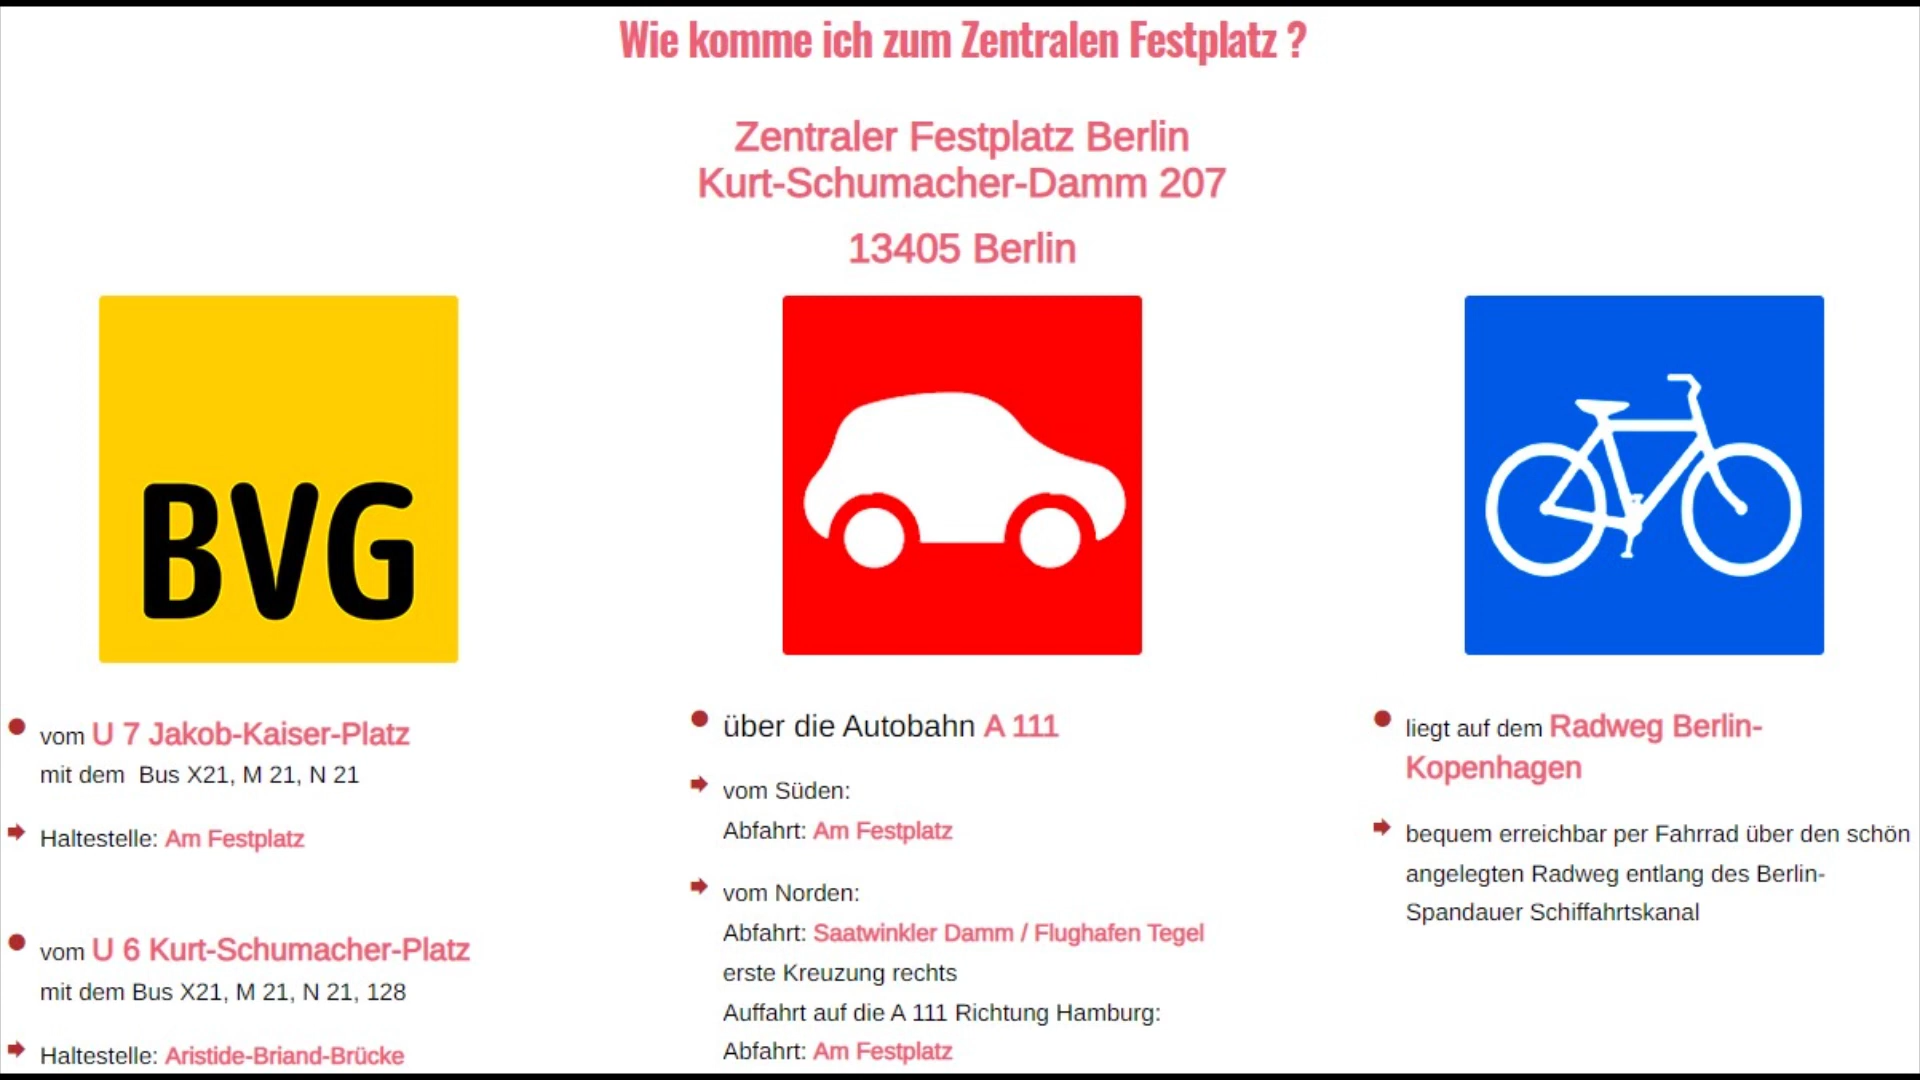 Wie komme ich zum Zentralen Festplatz ?
Zentraler Festplatz Berlin
Kurt-Schumacher-Damm 207
13405 Berlin
BVG
vom U 7 Jakob-Kaiser-Platz
mit dem Bus X21, M 21, N 21
Haltestelle: Am Festplatz
vom U 6 Kurt-Schumacher-Platz
mit dem Bus X21, M 21, N 21, 128
Haltestelle: Aristide-Briand-Brücke
über die Autobahn A 111
vom Süden:
Abfahrt: Am Festplatz
vom Norden:
Abfahrt: Saatwinkler Damm / Flughafen Tegel
erste Kreuzung rechts
Auffahrt auf die A 111 Richtung Hamburg:
Abfahrt: Am Festplatz
liegt auf dem Radweg Berlin-
Kopenhagen
bequem erreichbar per Fahrrad über den schön
angelegten Radweg entlang des Berlin-
Spandauer Schiffahrtskanal